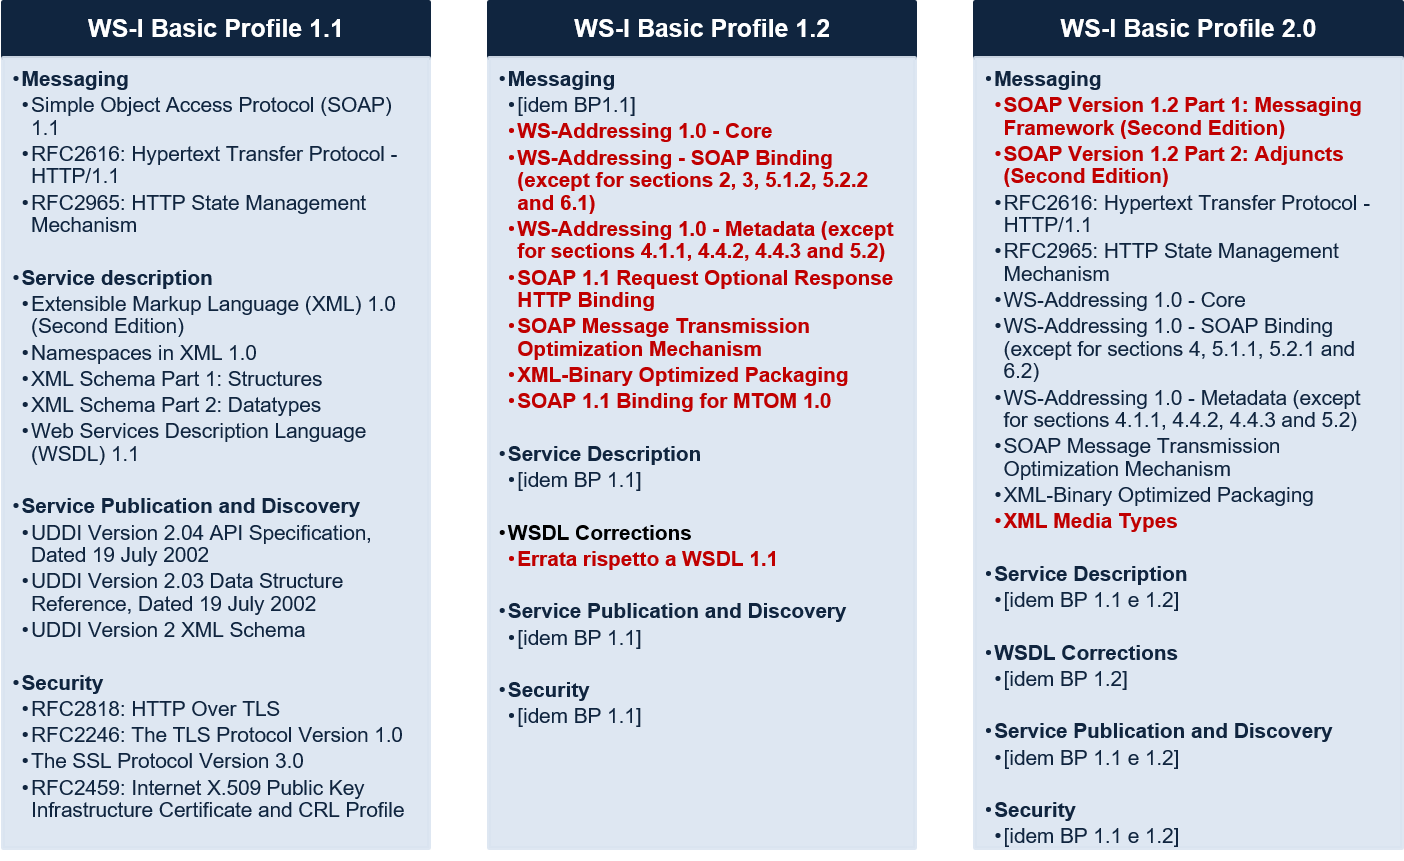 WS-I Basic Profile 1.1
•Messaging
•Simple Object Access Protocol (SOAP)
1.1
•RFC2616: Hypertext Transfer Protocol -
HTTP/1.1
•RFC2965: HTTP State Management
Mechanism
•Service description
•Extensible Markup Language (XML) 1.0
(Second Edition)
•Namespaces in XML 1.0
•XML Schema Part 1: Structures
•XML Schema Part 2: Datatypes
•Web Services Description Language
(WSDL) 1.1
•Service Publication and Discovery
•UDDI Version 2.04 API Specification,
Dated 19 July 2002
•UDDI Version 2.03 Data Structure
Reference, Dated 19 July 2002
•UDDI Version 2 XML Schema
•Security
•RFC2818: HTTP Over TLS
•RFC2246: The TLS Protocol Version 1.0
•The SSL Protocol Version 3.0
•RFC2459: Internet X.509 Public Key
Infrastructure Certificate and CRL Profile
WS-I Basic Profile 1.2
•Messaging
•[idem BP1.1]
•WS-Addressing 1.0 - Core
•WS-Addressing - SOAP Binding
(except for sections 2, 3, 5.1.2, 5.2.2
and 6.1)
•WS-Addressing 1.0 - Metadata (except
for sections 4.1.1, 4.4.2, 4.4.3 and 5.2)
•SOAP 1.1 Request Optional Response
HTTP Binding
•SOAP Message Transmission
Optimization Mechanism
•XML-Binary Optimized Packaging
•SOAP 1.1 Binding for MTOM 1.0
•Service Description
•[idem BP 1.1]
•WSDL Corrections
•Errata rispetto a WSDL 1.1
•Service Publication and Discovery
•[idem BP 1.1]
•Security
•[idem BP 1.1]
WS-I Basic Profile 2.0
•Messaging
•SOAP Version 1.2 Part 1: Messaging
Framework (Second Edition)
•SOAP Version 1.2 Part 2: Adjuncts
(Second Edition)
•RFC2616: Hypertext Transfer Protocol -
HTTP/1.1
•RFC2965: HTTP State Management
Mechanism
•WS-Addressing 1.0 - Core
•WS-Addressing 1.0 - SOAP Binding
(except for sections 4, 5.1.1, 5.2.1 and
6.2)
•WS-Addressing 1.0 - Metadata (except
for sections 4.1.1, 4.4.2, 4.4.3 and 5.2)
•SOAP Message Transmission
Optimization Mechanism
•XML-Binary Optimized Packaging
•XML Media Types
•Service Description
•[idem BP 1.1 e 1.2]
•WSDL Corrections
•[idem BP 1.2]
•Service Publication and Discovery
•[idem BP 1.1 e 1.2]
•Security
•[idem BP 1.1 e 1.2]